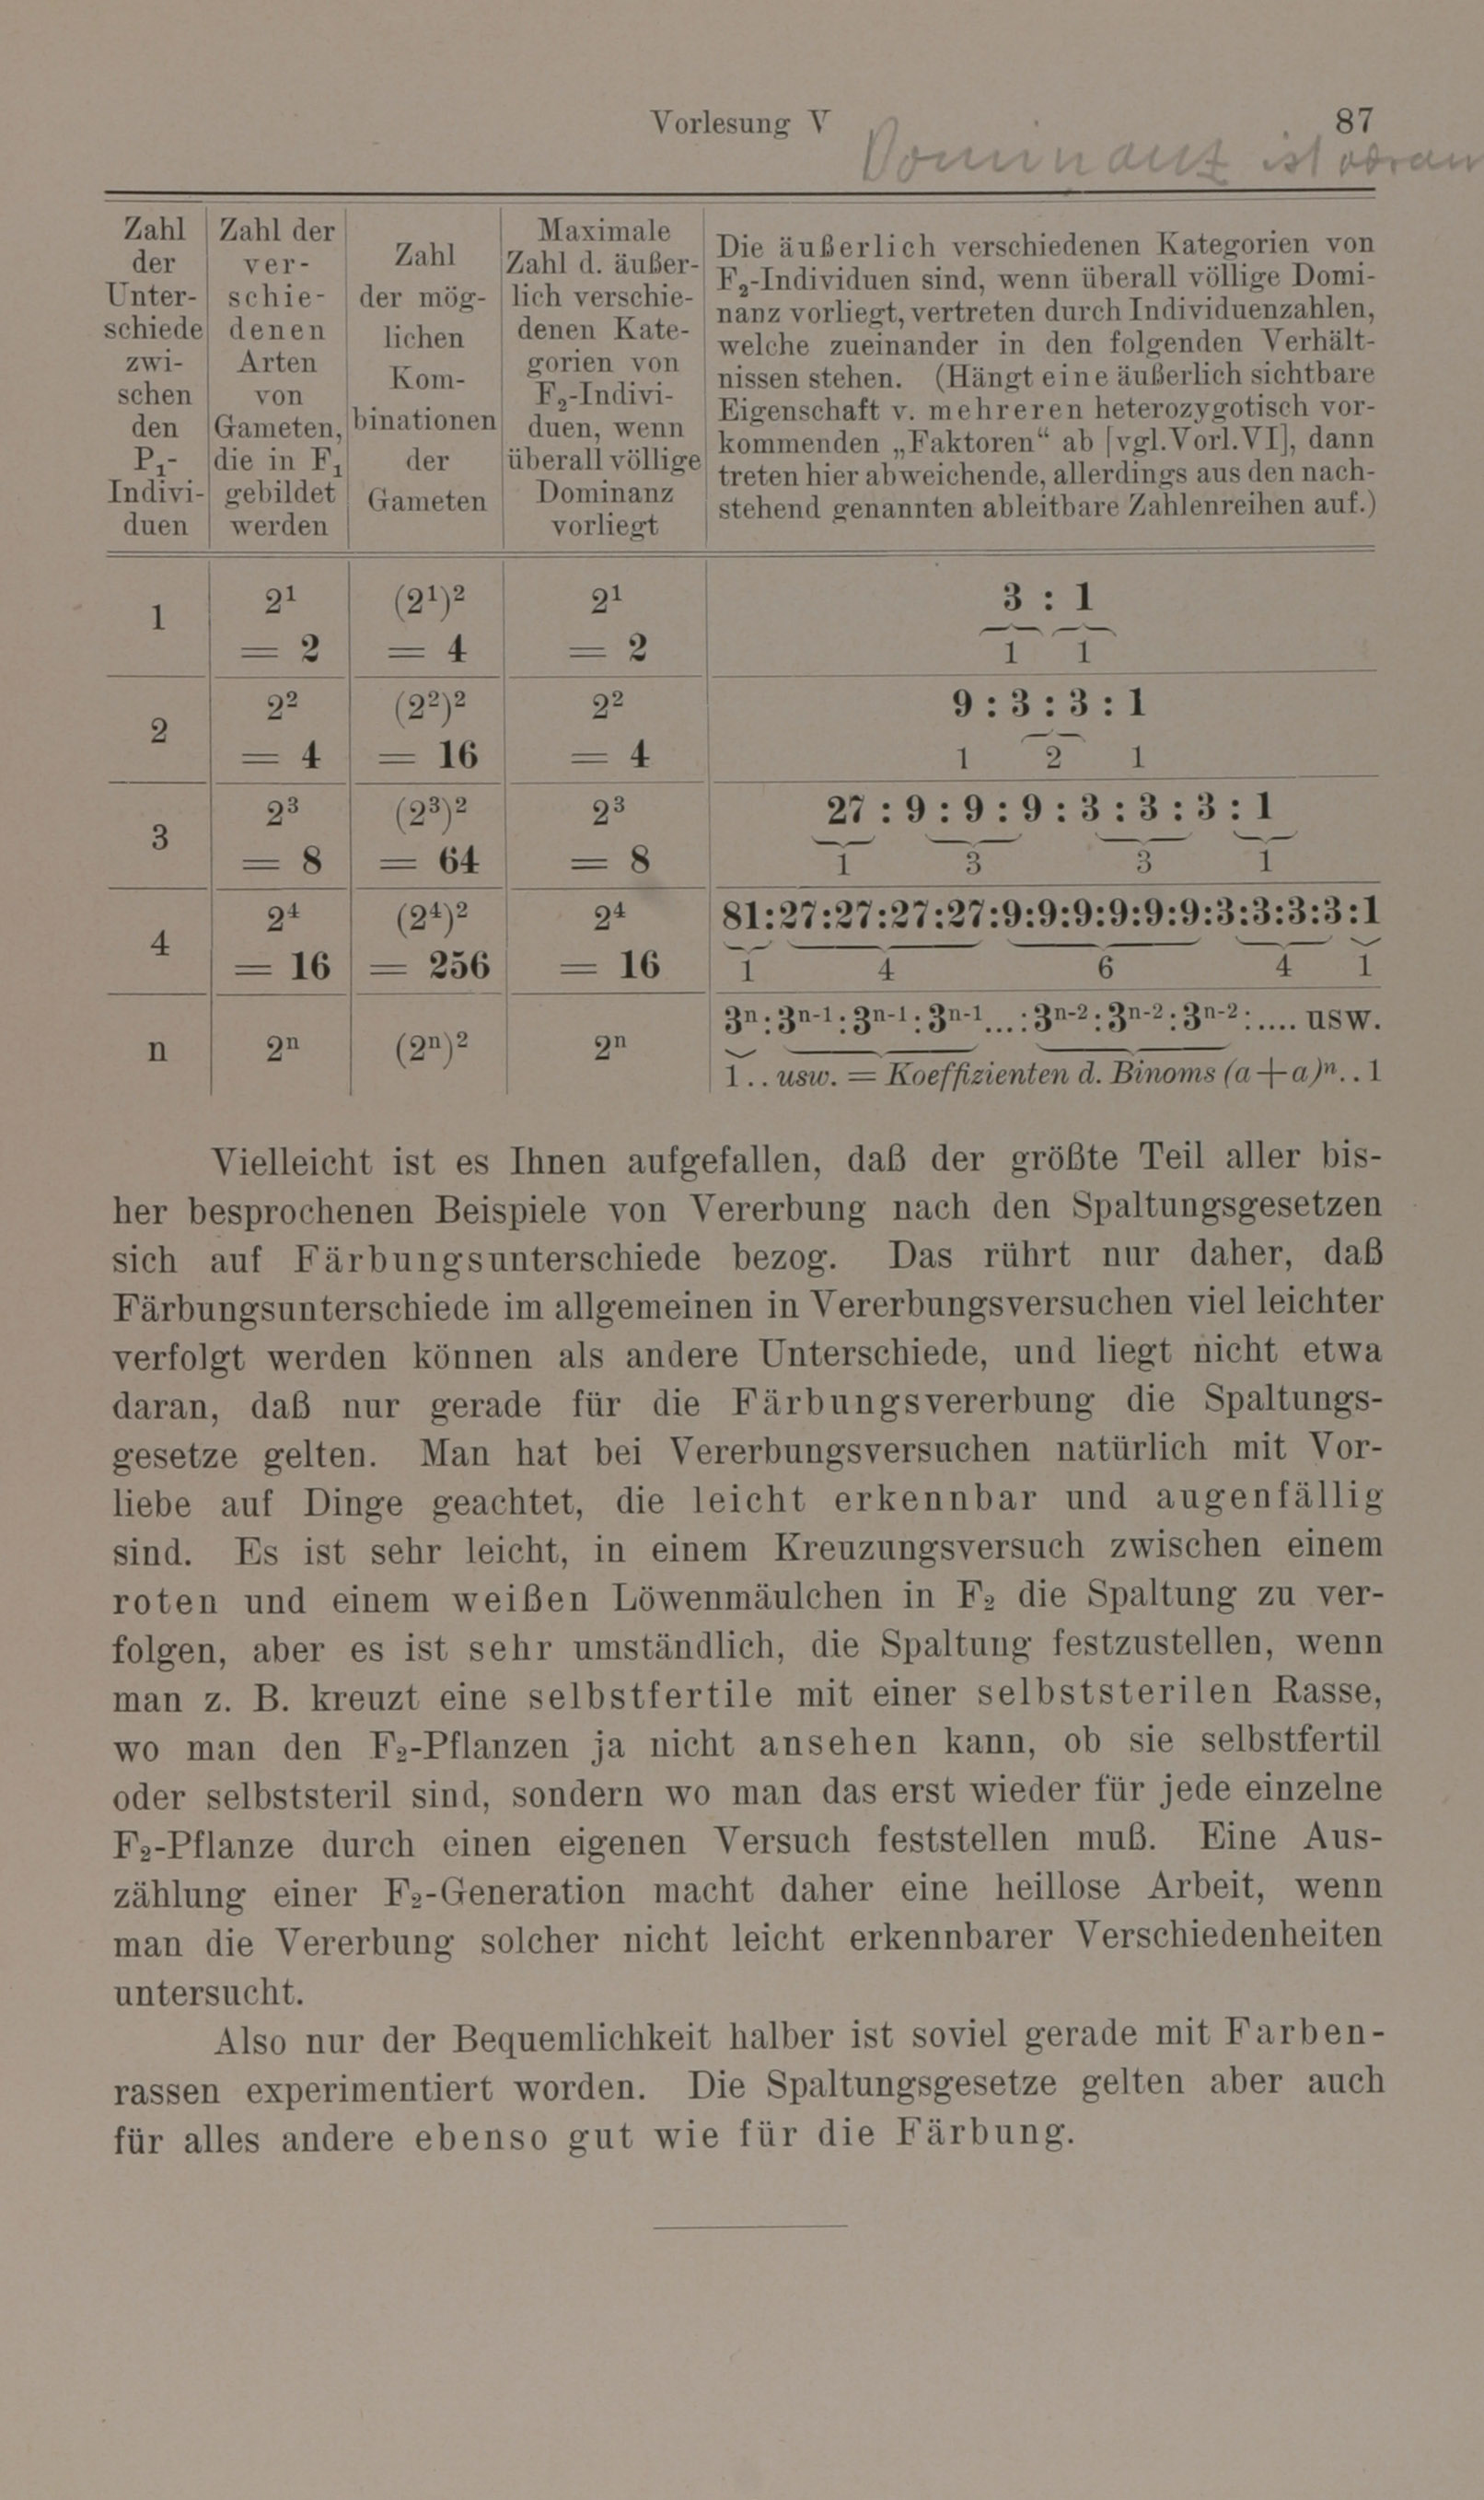 Vorlesung V 87
Dominanz ist
Zahl der Unter- schiede zwi- schen den P₁- Indivi- duen
Zahl der ver- schie- denen Arten von Gameten, die in F₁ gebildet werden
Zahl der mög- lichen Kom- binationen der Gameten
Maximale Zahl d. äußer- lich verschie- denen Kate- gorien von F₂-Indivi- duen, wenn überall völlige Dominanz vorliegt
Die äußerlich verschiedenen Kategorien von
F₂-Individuen sind, wenn überall völlige Domi-
nanz vorliegt, vertreten durch Individuenzahlen,
welche zueinander in den folgenden Verhält-
nissen stehen. (Hängt eine äußerlich sichtbare
Eigenschaft v. mehreren heterozygotisch vor-
kommenden „Faktoren“ ab [vgl. Vorl. VI], dann
treten hier abweichende, allerdings aus den nach-
stehend genannten ableitbare Zahlenreihen auf.)
1 2¹ = 2 (2¹)² = 4 2¹ = 2 3 : 1
1 1
2 2² = 4 (2²)² = 16 2² = 4 9 : 3 : 3 : 1
1 2 1
3 2³ = 8 (2³)² = 64 2³ = 8 27 : 9 : 9 : 9 : 3 : 3 : 3 : 1
1 3 3 1
4 2⁴ = 16 (2⁴)² = 256 2⁴ = 16 81:27:27:27:27:9:9:9:9:9:9:3:3:3:3:1
1 4 6 4 1
n 2ⁿ (2ⁿ)² 2ⁿ 3ⁿ:3ⁿ⁻¹:3ⁿ⁻¹:3ⁿ⁻¹...:3ⁿ⁻²:3ⁿ⁻²:3ⁿ⁻²:.... usw.
1.. usw. = Koeffizienten d. Binoms (a+a)ⁿ..1
Vielleicht ist es Ihnen aufgefallen, daß der größte Teil aller bis-
her besprochenen Beispiele von Vererbung nach den Spaltungsgesetzen
sich auf Färbungsunterschiede bezog. Das rührt nur daher, daß
Färbungsunterschiede im allgemeinen in Vererbungsversuchen viel leichter
verfolgt werden können als andere Unterschiede, und liegt nicht etwa
daran, daß nur gerade für die Färbungsvererbung die Spaltungs-
gesetze gelten. Man hat bei Vererbungsversuchen natürlich mit Vor-
liebe auf Dinge geachtet, die leicht erkennbar und augenfällig
sind. Es ist sehr leicht, in einem Kreuzungsversuch zwischen einem
roten und einem weißen Löwenmäulchen in F₂ die Spaltung zu ver-
folgen, aber es ist sehr umständlich, die Spaltung festzustellen, wenn
man z. B. kreuzt eine selbstfertile mit einer selbststerilen Rasse,
wo man den F₂-Pflanzen ja nicht ansehen kann, ob sie selbstfertil
oder selbststeril sind, sondern wo man das erst wieder für jede einzelne
F₂-Pflanze durch einen eigenen Versuch feststellen muß. Eine Aus-
zählung einer F₂-Generation macht daher eine heillose Arbeit, wenn
man die Vererbung solcher nicht leicht erkennbarer Verschiedenheiten
untersucht.
Also nur der Bequemlichkeit halber ist soviel gerade mit Farben-
rassen experimentiert worden. Die Spaltungsgesetze gelten aber auch
für alles andere ebenso gut wie für die Färbung.